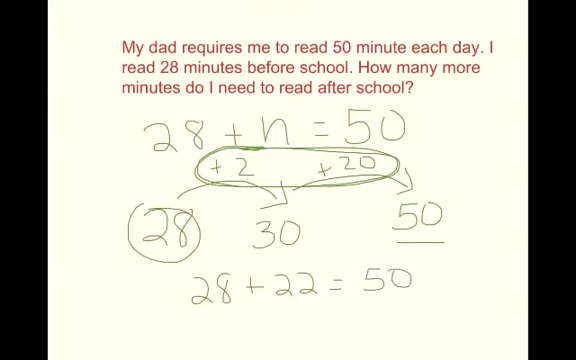 My dad requires me to read 50 minute each day. I
read 28 minutes before school. How many more
minutes do I need to read after school?
28 + n = 50
+ 2 + 20
28 30 50
28 + 22 = 50